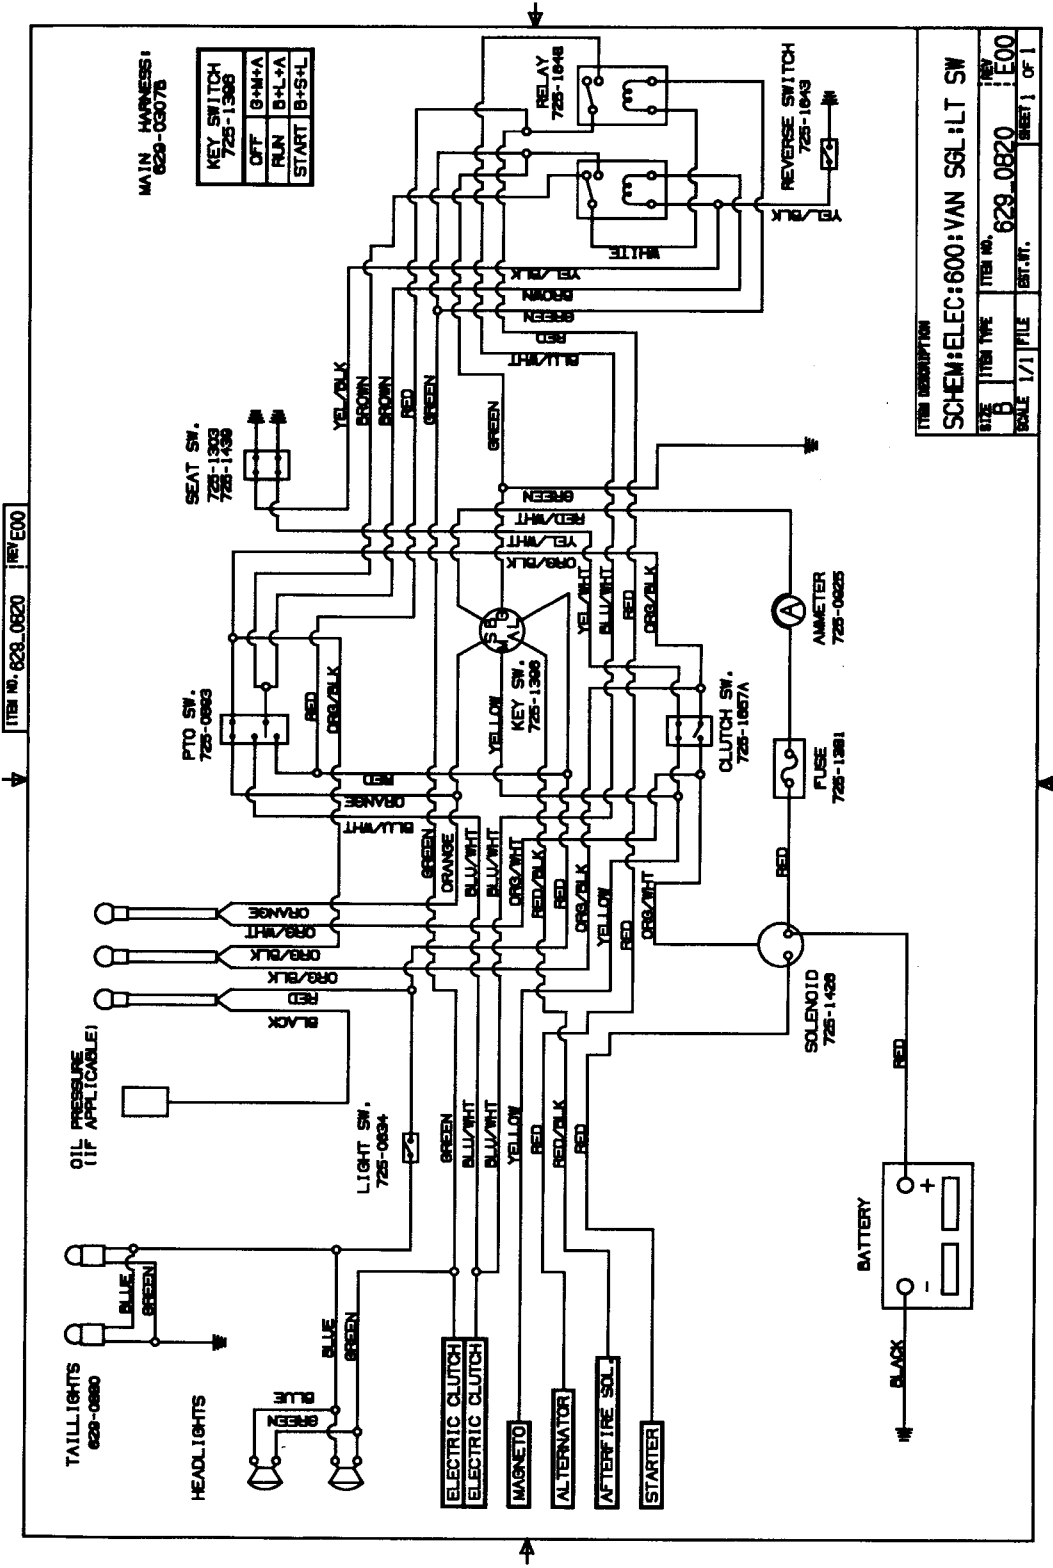 ITEM NO. 629_0820 REV E00
MAIN HARNESS:
629-03076
KEY SWITCH
725-1396
OFF G+M+A
RUN B+L+A
START B+S+L
RELAY
725-1648
REVERSE SWITCH
725-1643
YEL/BLK
WHITE
YEL/BLK
BROWN
GREEN
RED
BLU/WHT
SEAT SW.
725-1303
725-1439
YEL/BLK
BROWN
BROWN
RED
GREEN
GREEN
GREEN
RED/WHT
YEL/WHT
ORG/BLK
YEL/WHT
BLU/WHT
RED
ORG/BLK
PTO SW.
725-0893
RED
ORG/BLK
RED
ORANGE
BLU/WHT
B
G
S
M
A
L
YELLOW
KEY SW.
725-1396
CLUTCH SW.
725-1657A
A
AMMETER
725-0925
FUSE
725-1381
GREEN
ORANGE
BLU/WHT
BLU/WHT
ORG/WHT
RED/BLK
RED
ORG/BLK
YELLOW
RED
ORG/WHT
RED
ORANGE
ORG/WHT
ORG/BLK
ORG/BLK
RED
BLACK
OIL PRESSURE
(IF APPLICABLE)
LIGHT SW.
725-0634
SOLENOID
725-1426
RED
GREEN
BLU/WHT
BLU/WHT
YELLOW
RED
RED/BLK
RED
TAILLIGHTS
629-0880
BLUE
GREEN
HEADLIGHTS
BLUE
GREEN
BLUE
GREEN
ELECTRIC CLUTCH
ELECTRIC CLUTCH
MAGNETO
ALTERNATOR
AFTERFIRE SOL.
STARTER
BATTERY
+
-
BLACK
ITEM DESCRIPTION
SCHEM:ELEC:600:VAN SGL:LT SW
SIZE B ITEM TYPE ITEM NO. 629_0820 REV E00
SCALE 1/1 FILE EST.WT. SHEET 1 OF 1